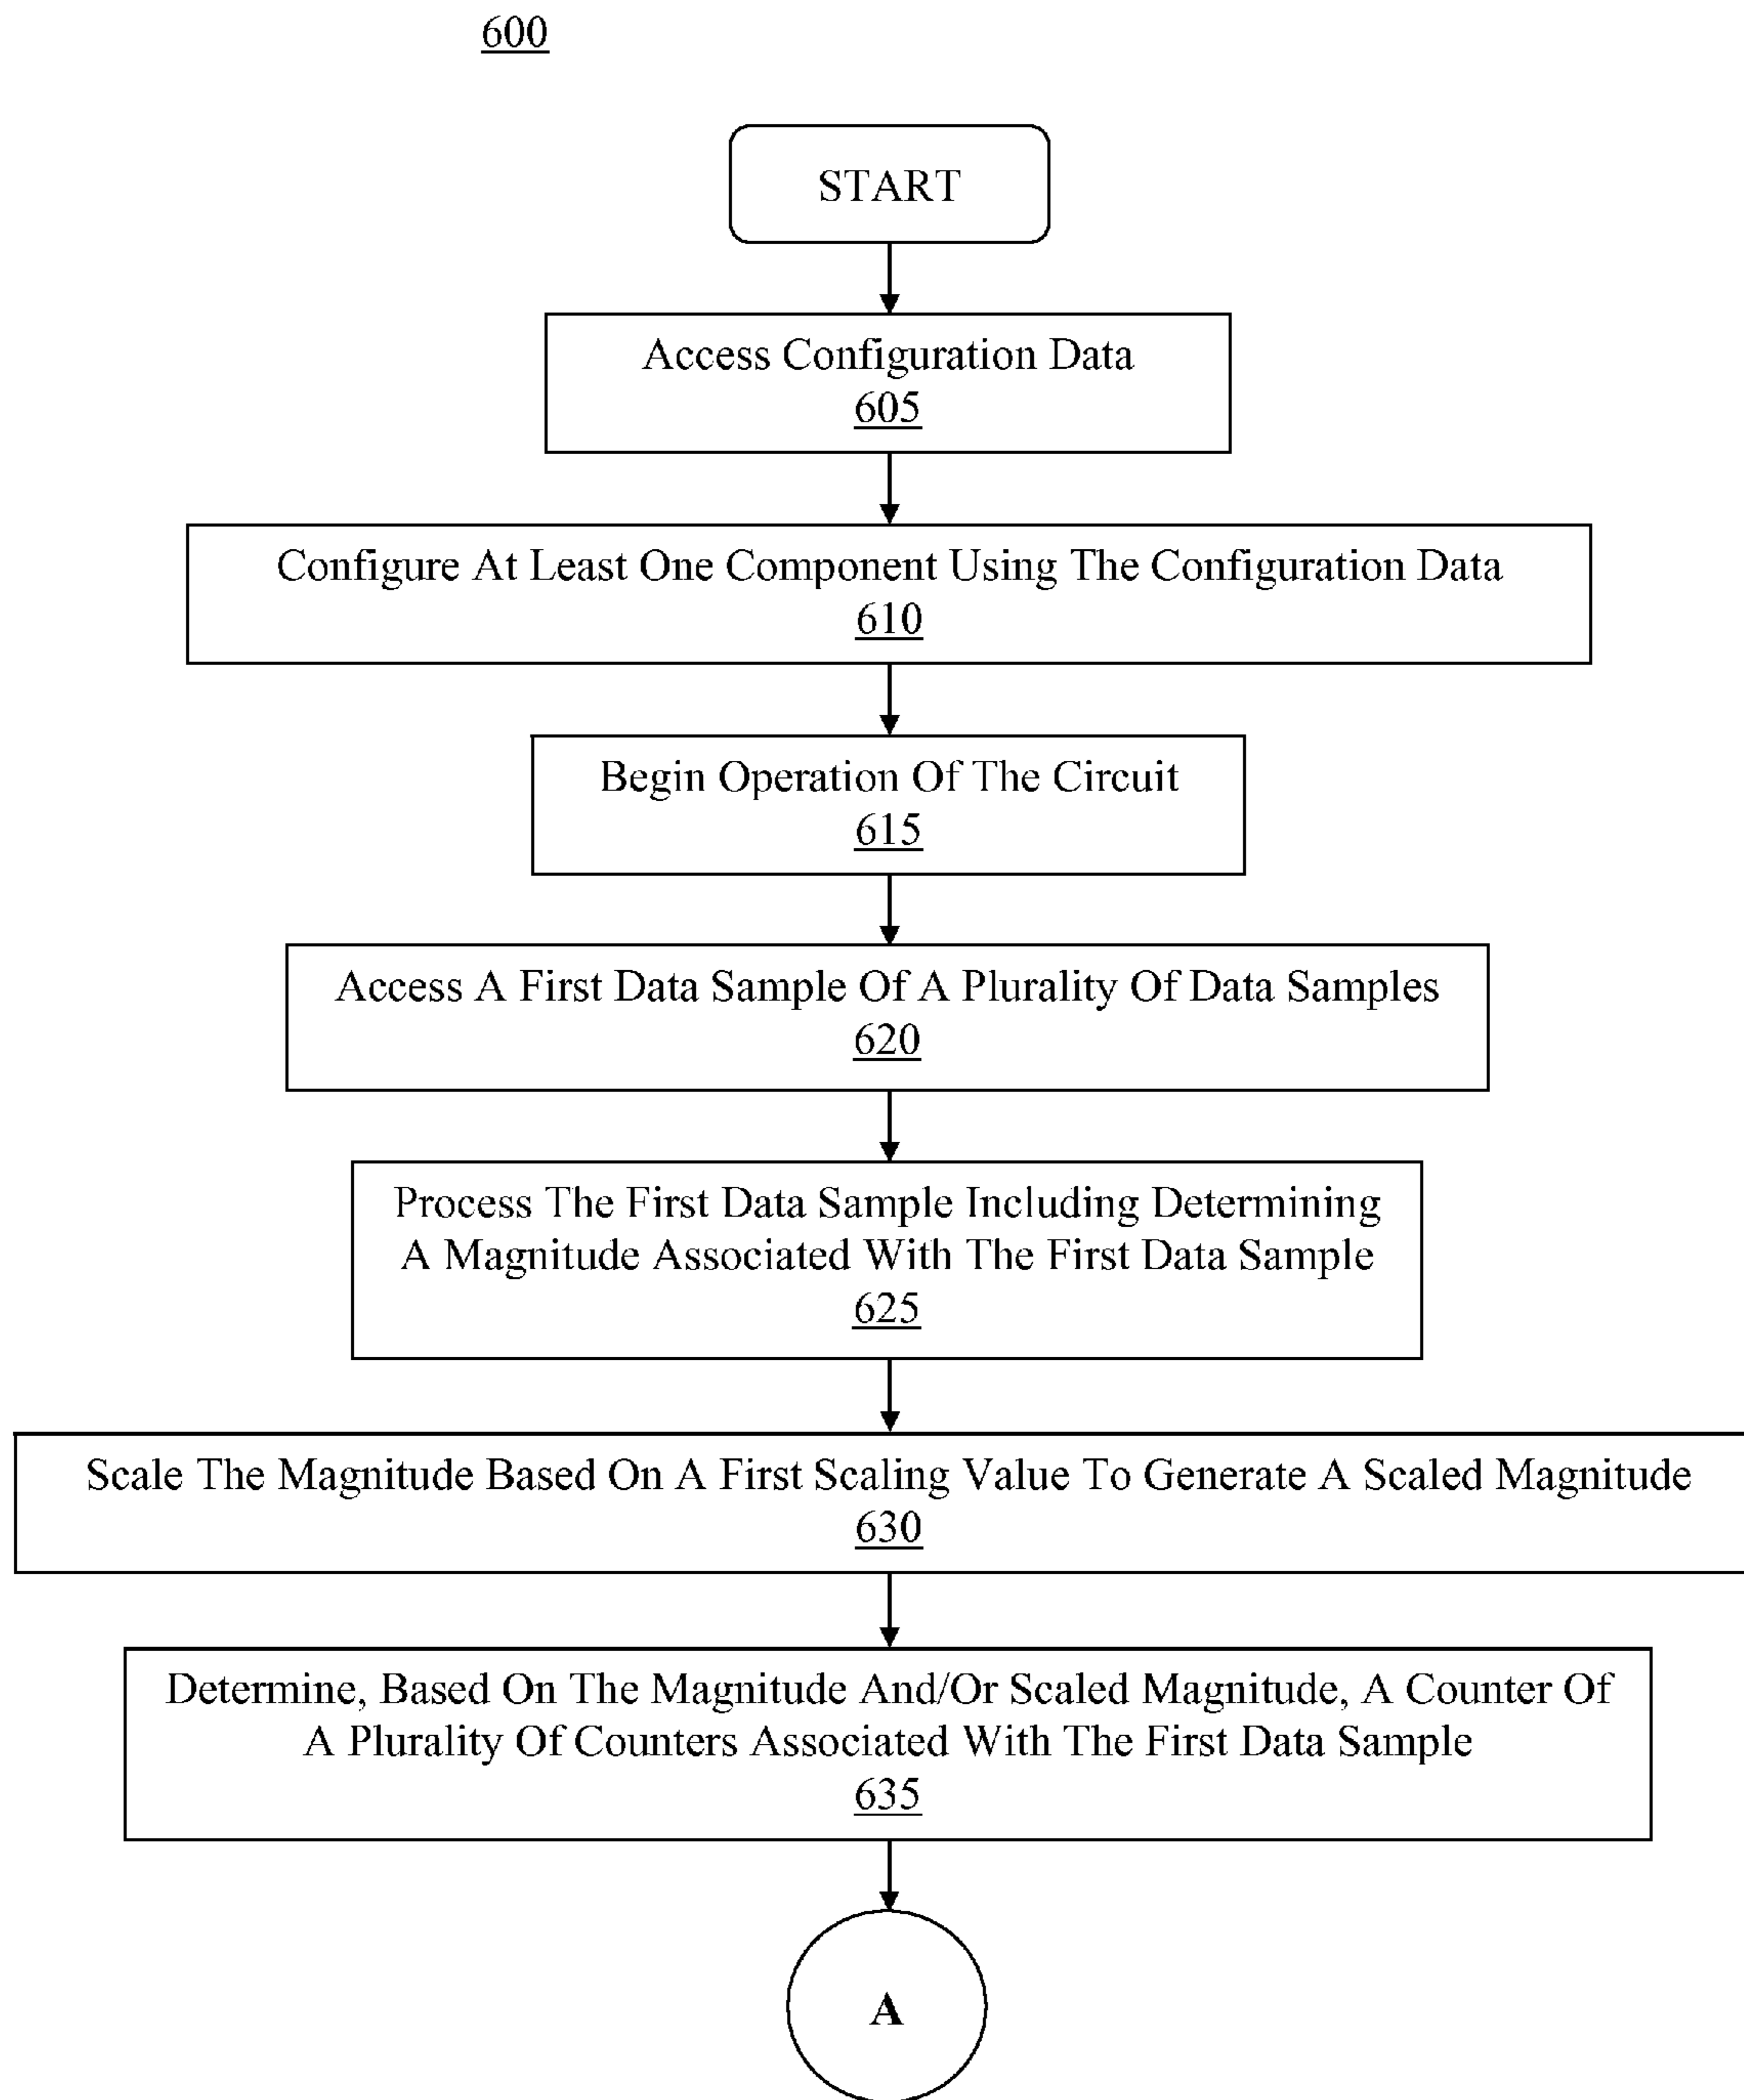 600
START
Access Configuration Data
605
Configure At Least One Component Using The Configuration Data
610
Begin Operation Of The Circuit
615
Access A First Data Sample Of A Plurality Of Data Samples
620
Process The First Data Sample Including Determining
A Magnitude Associated With The First Data Sample
625
Scale The Magnitude Based On A First Scaling Value To Generate A Scaled Magnitude
630
Determine, Based On The Magnitude And/Or Scaled Magnitude, A Counter Of
A Plurality Of Counters Associated With The First Data Sample
635
A